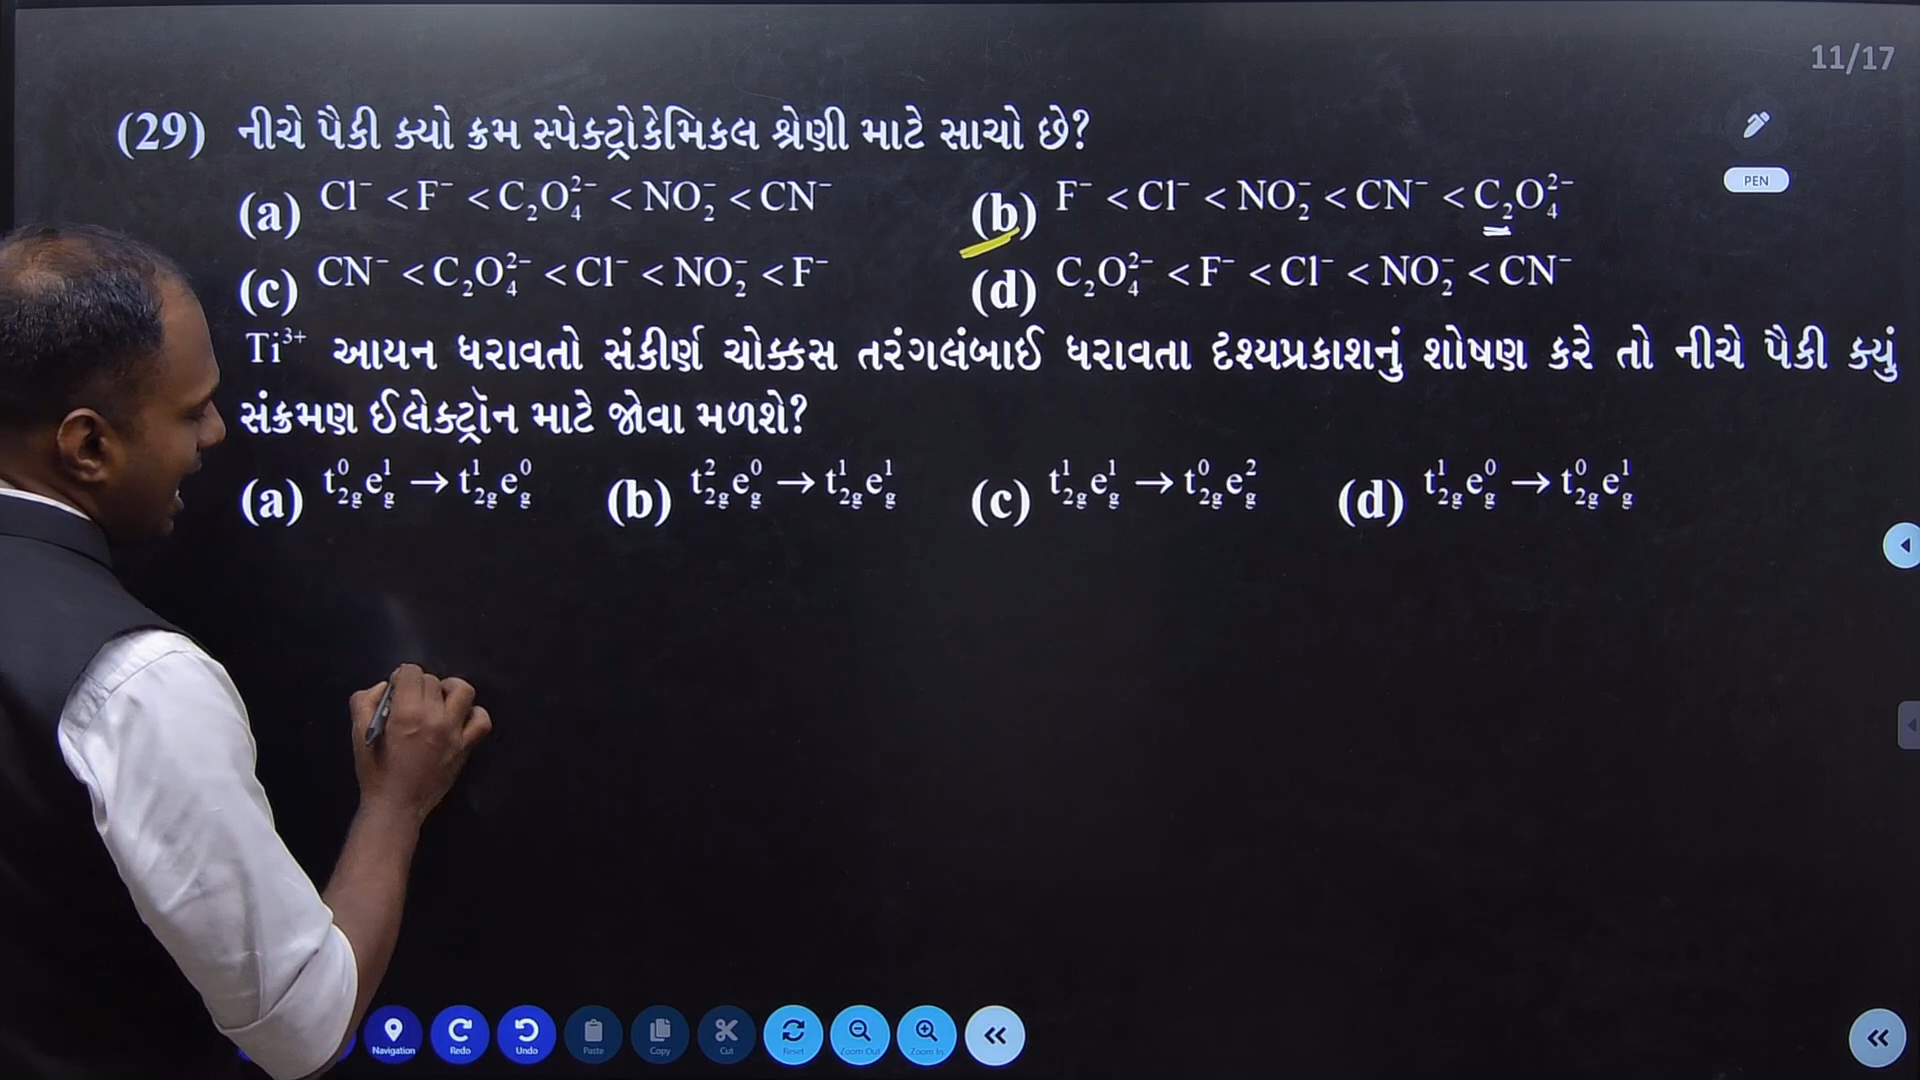 11/17
(29) નીચે પૈકી ક્યો ક્રમ સ્પેક્ટ્રોકેમિકલ શ્રેણી માટે સાચો છે?
PEN
(a) Cl⁻ < F⁻ < C₂O₄²⁻ < NO₂⁻ < CN⁻ (b) F⁻ < Cl⁻ < NO₂⁻ < CN⁻ < C₂O₄²⁻
(c) CN⁻ < C₂O₄²⁻ < Cl⁻ < NO₂⁻ < F⁻ (d) C₂O₄²⁻ < F⁻ < Cl⁻ < NO₂⁻ < CN⁻
Ti³⁺ આયન ધરાવતો સંકીર્ણ ચોક્કસ તરંગલંબાઈ ધરાવતા દૃશ્યપ્રકાશનું શોષણ કરે તો નીચે પૈકી ક્યું
સંક્રમણ ઈલેક્ટ્રૉન માટે જોવા મળશે?
(a) t₂g⁰eg¹ → t₂g¹eg⁰ (b) t₂g²eg⁰ → t₂g¹eg¹ (c) t₂g¹eg¹ → t₂g⁰eg² (d) t₂g¹eg⁰ → t₂g⁰eg¹
Navigation Redo Undo Paste Copy Cut Reset Zoom Out Zoom In